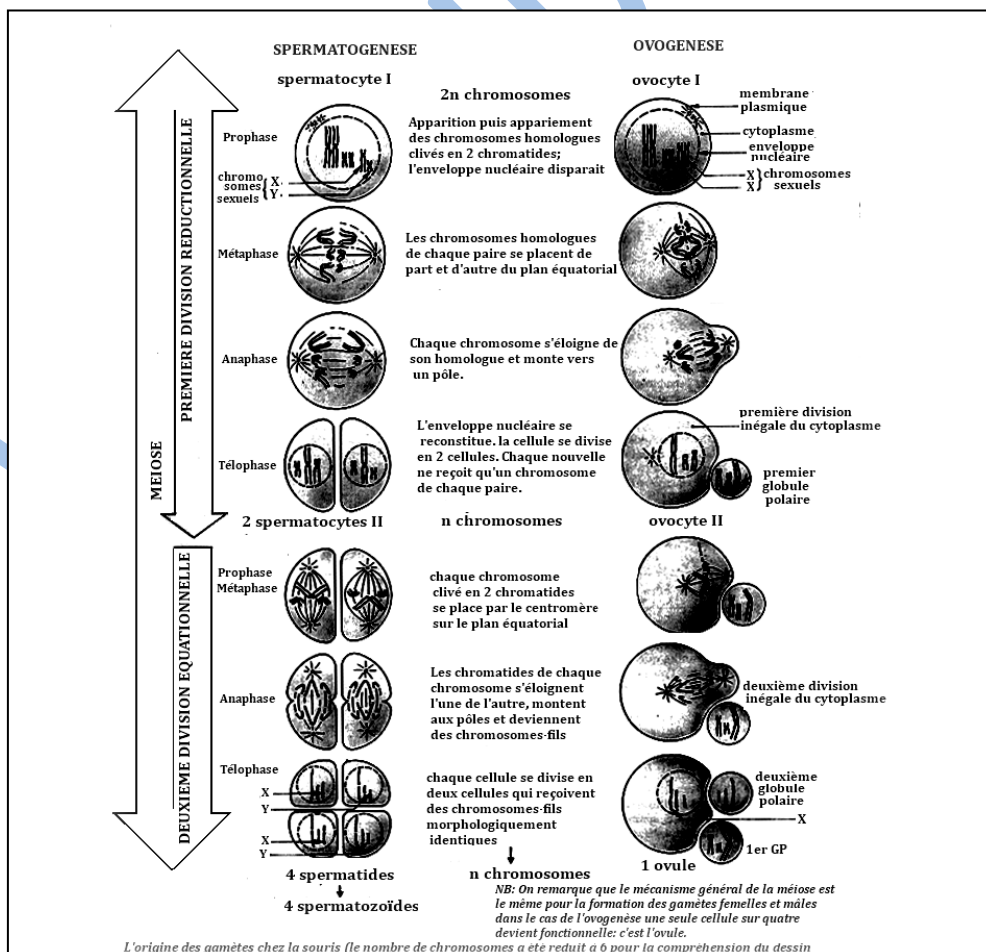 SPERMATOGENESE
OVOGENESE
spermatocyte I
ovocyte I
2n chromosomes
membrane
plasmique
Prophase
Apparition puis appariement
des chromosomes homologues
clivés en 2 chromatides;
l'enveloppe nucléaire disparait
cytoplasme
enveloppe
nucléaire
chromo
somes
sexuels
X
Y
X
X
chromosomes
sexuels
Métaphase
Les chromosomes homologues
de chaque paire se placent de
part et d'autre du plan équatorial
Anaphase
Chaque chromosome s'éloigne de
son homologue et monte vers
un pôle.
Télophase
L'enveloppe nucléaire se
reconstitue. la cellule se divise
en 2 cellules. Chaque nouvelle
ne reçoit qu'un chromosome
de chaque paire.
première division
inégale du cytoplasme
premier
globule
polaire
2 spermatocytes II
n chromosomes
ovocyte II
MEIOSE
PREMIERE DIVISION REDUCTIONNELLE
DEUXIEME DIVISION EQUATIONNELLE
Prophase
Métaphase
chaque chromosome
clivé en 2 chromatides
se place par le centromère
sur le plan équatorial
Anaphase
Les chromatides de chaque
chromosome s'éloignent
l'une de l'autre, montent
aux pôles et deviennent
des chromosomes-fils
deuxième division
inégale du cytoplasme
Télophase
X
Y
X
Y
chaque cellule se divise en
deux cellules qui reçoivent
des chromosomes-fils
morphologiquement
identiques
deuxième
globule
polaire
X
1er GP
1 ovule
4 spermatides
n chromosomes
4 spermatozoïdes
NB: On remarque que le mécanisme général de la méiose est
le même pour la formation des gamètes femelles et mâles
dans le cas de l'ovogenèse une seule cellule sur quatre
devient fonctionnelle: c'est l'ovule.
L'origine des gamètes chez la souris (le nombre de chromosomes a été reduit à 6 pour la compréhension du dessin